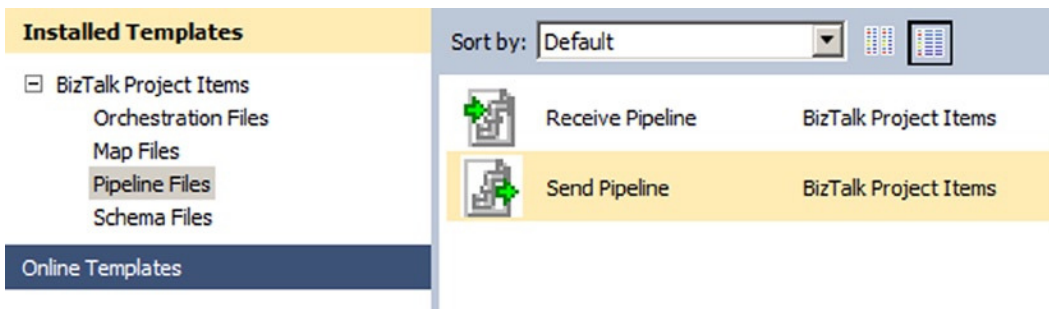 Installed Templates
BizTalk Project Items
Orchestration Files
Map Files
Pipeline Files
Schema Files
Online Templates
Sort by: Default
Receive Pipeline BizTalk Project Items
Send Pipeline BizTalk Project Items